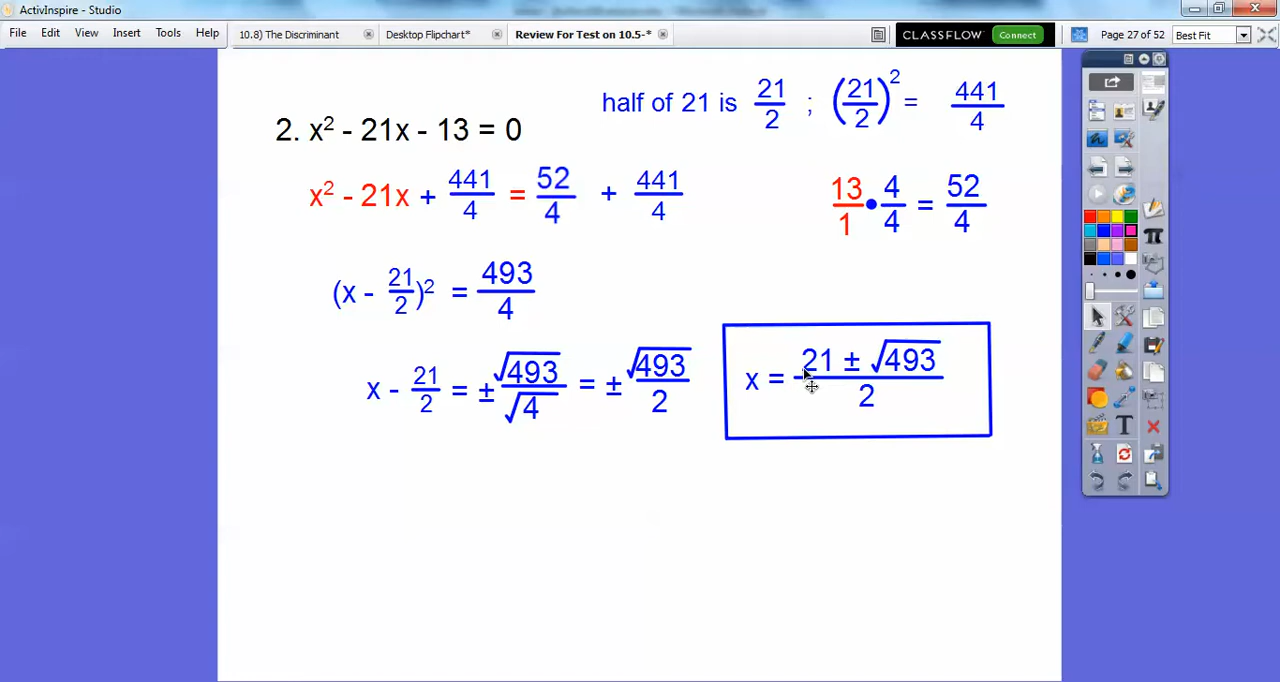 ActivInspire - Studio
File Edit View Insert Tools Help
10.8) The Discriminant
Desktop Flipchart*
Review For Test on 10.5-*
CLASSFLOW Connect
Page 27 of 52
Best Fit
half of 21 is 21/2 ; (21/2)² = 441/4
2. x² - 21x - 13 = 0
x² - 21x + 441/4 = 52/4 + 441/4
13/1 • 4/4 = 52/4
(x - 21/2)² = 493/4
x - 21/2 = ± √493/√4 = ± √493/2
x = 21 ± √493 / 2